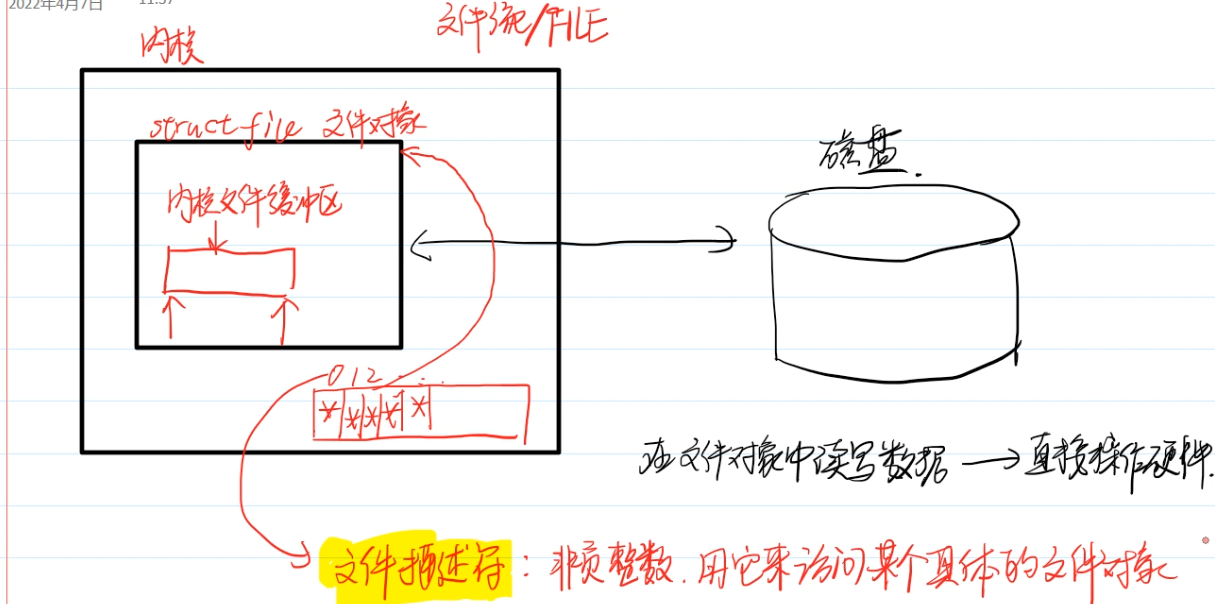 2022年4月7日 11:37
文件流/FILE
内核
struct file 文件对象
磁盘.
内核文件缓冲区
0 1 2 ...
* * * * *
在文件对象中读写数据 → 直接操作硬件.
文件描述符: 非负整数. 用它来访问某个具体的文件对象